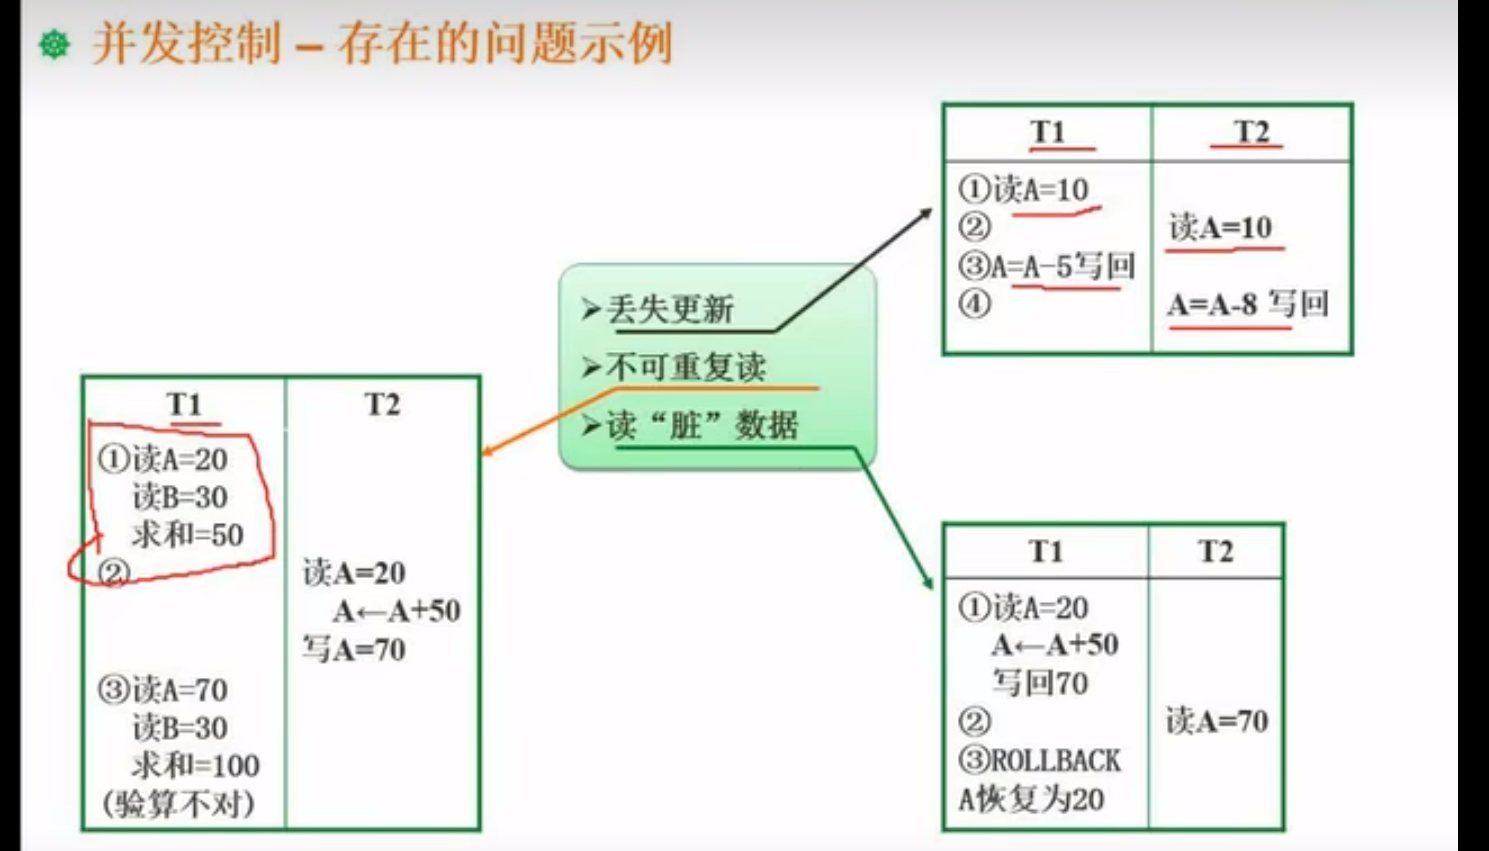 并发控制 – 存在的问题示例
T1 T2
①读A=10
② 读A=10
③A=A-5写回
④ A=A-8 写回
➢丢失更新
➢不可重复读
➢读“脏”数据
T1 T2
①读A=20
读B=30
求和=50
② 读A=20
A←A+50
写A=70
③读A=70
读B=30
求和=100
(验算不对)
T1 T2
①读A=20
A←A+50
写回70
② 读A=70
③ROLLBACK
A恢复为20